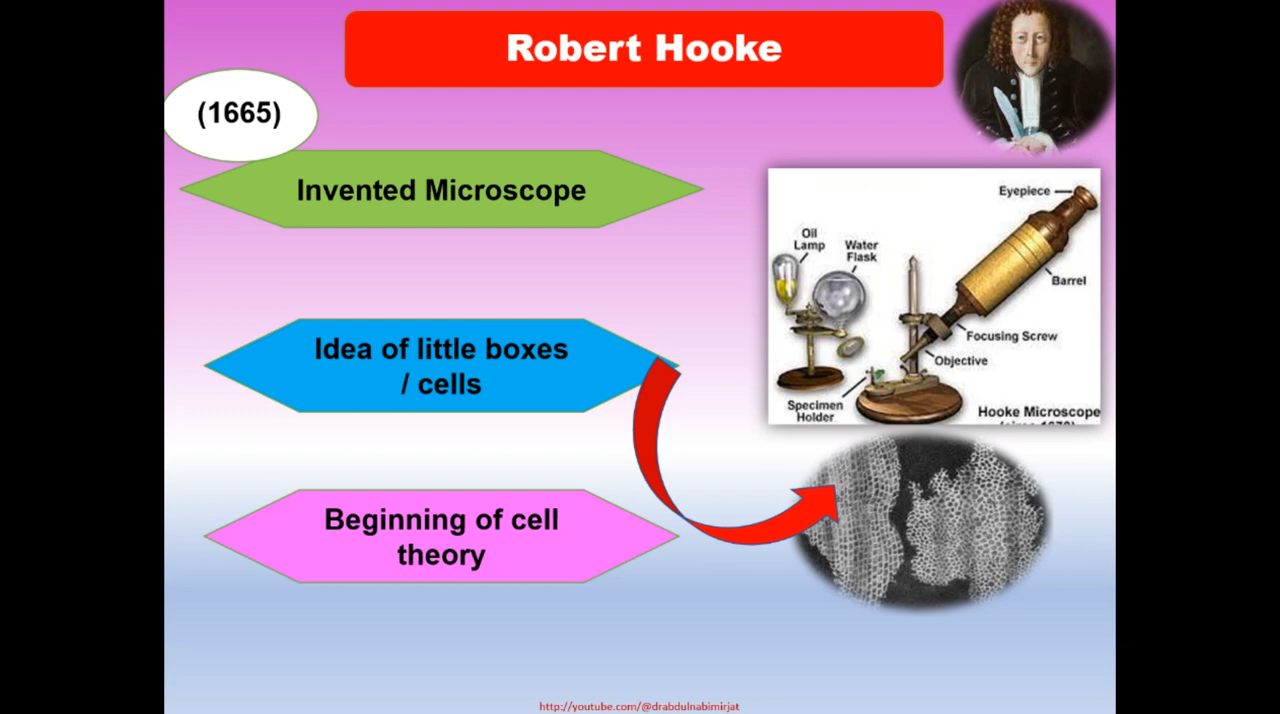 Robert Hooke
(1665)
Invented Microscope
Idea of little boxes
/ cells
Beginning of cell
theory
Eyepiece
Oil
Lamp
Water
Flask
Barrel
Focusing Screw
Objective
Specimen
Holder
Hooke Microscope
http://youtube.com/@drabdulnabimirjat